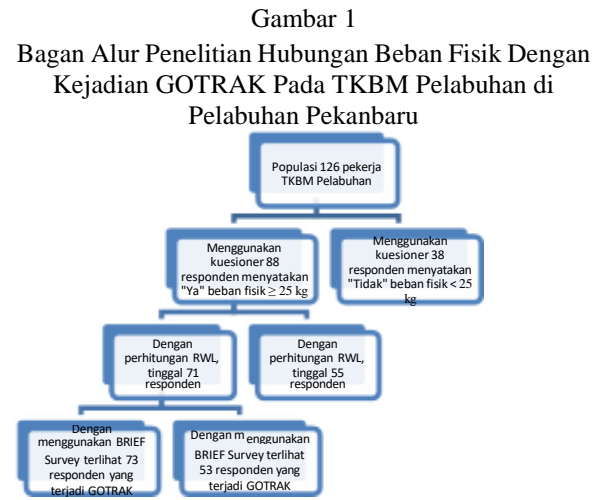 Gambar 1
Bagan Alur Penelitian Hubungan Beban Fisik Dengan
Kejadian GOTRAK Pada TKBM Pelabuhan di
Pelabuhan Pekanbaru
Populasi 126 pekerja
TKBM Pelabuhan
Menggunakan
kuesioner 88
responden menyatakan
"Ya" beban fisik ≥ 25 kg
Menggunakan
kuesioner 38
responden menyatakan
"Tidak" beban fisik < 25
kg
Dengan
perhitungan RWL,
tinggal 71
responden
Dengan
perhitungan RWL,
tinggal 55
responden
Dengan
menggunakan BRIEF
Survey terlihat 73
responden yang
terjadi GOTRAK
Dengan menggunakan
BRIEF Survey terlihat
53 responden yang
terjadi GOTRAK